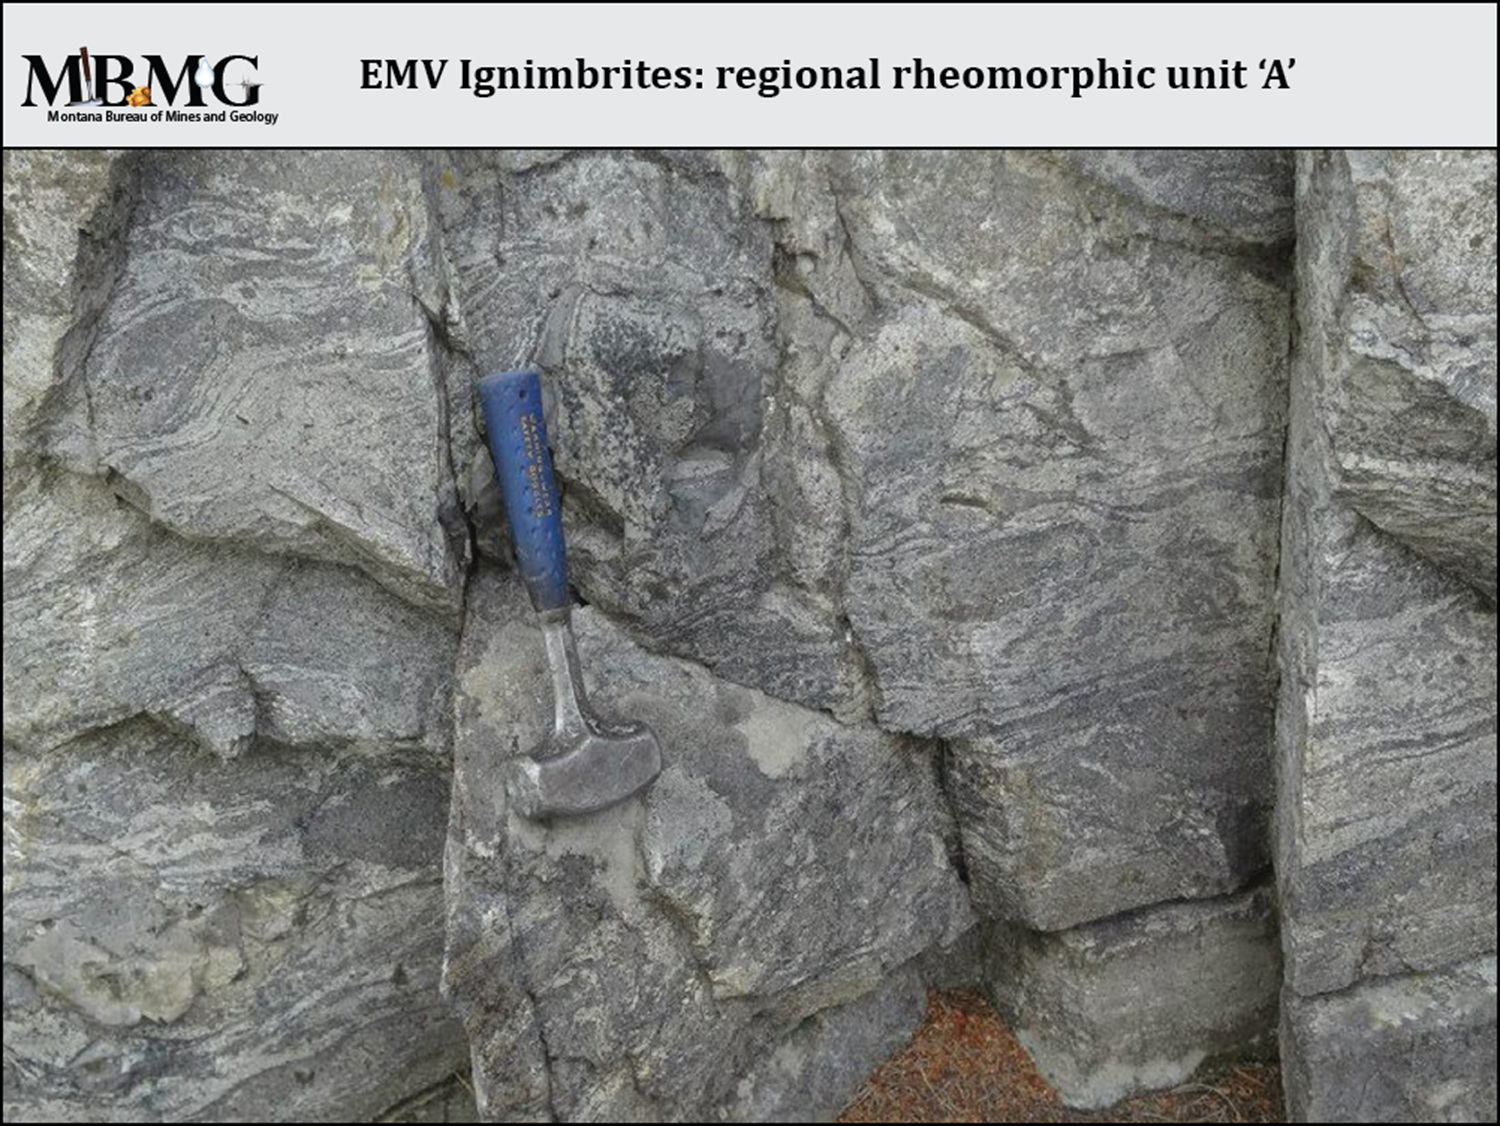 MBMG
Montana Bureau of Mines and Geology
EMV Ignimbrites: regional rheomorphic unit ‘A’